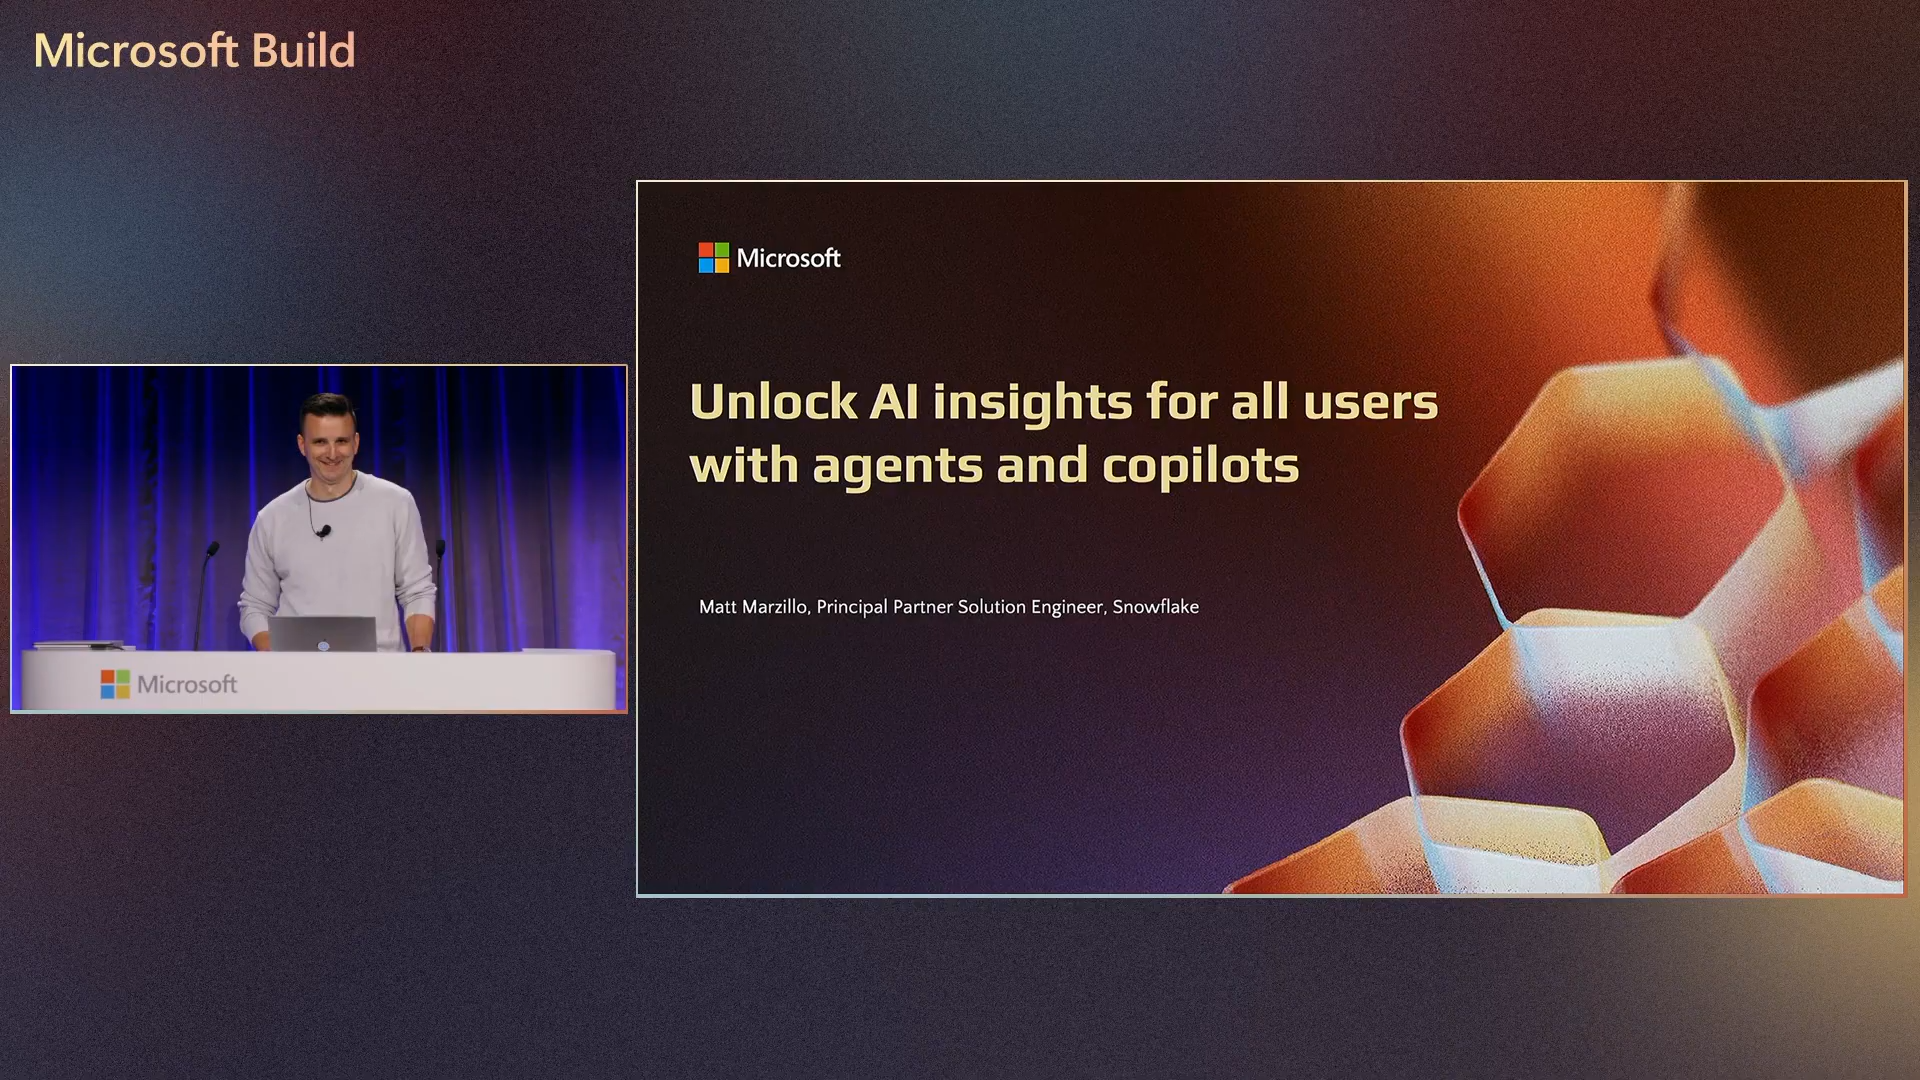 Microsoft Build
Microsoft
Unlock AI insights for all users
with agents and copilots
Matt Marzillo, Principal Partner Solution Engineer, Snowflake
Microsoft